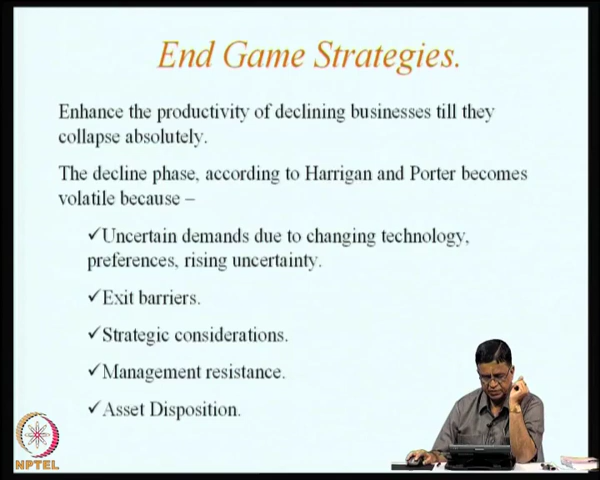 End Game Strategies.
Enhance the productivity of declining businesses till they
collapse absolutely.
The decline phase, according to Harrigan and Porter becomes
volatile because –
✓Uncertain demands due to changing technology,
preferences, rising uncertainty.
✓Exit barriers.
✓Strategic considerations.
✓Management resistance.
✓Asset Disposition.
NPTEL